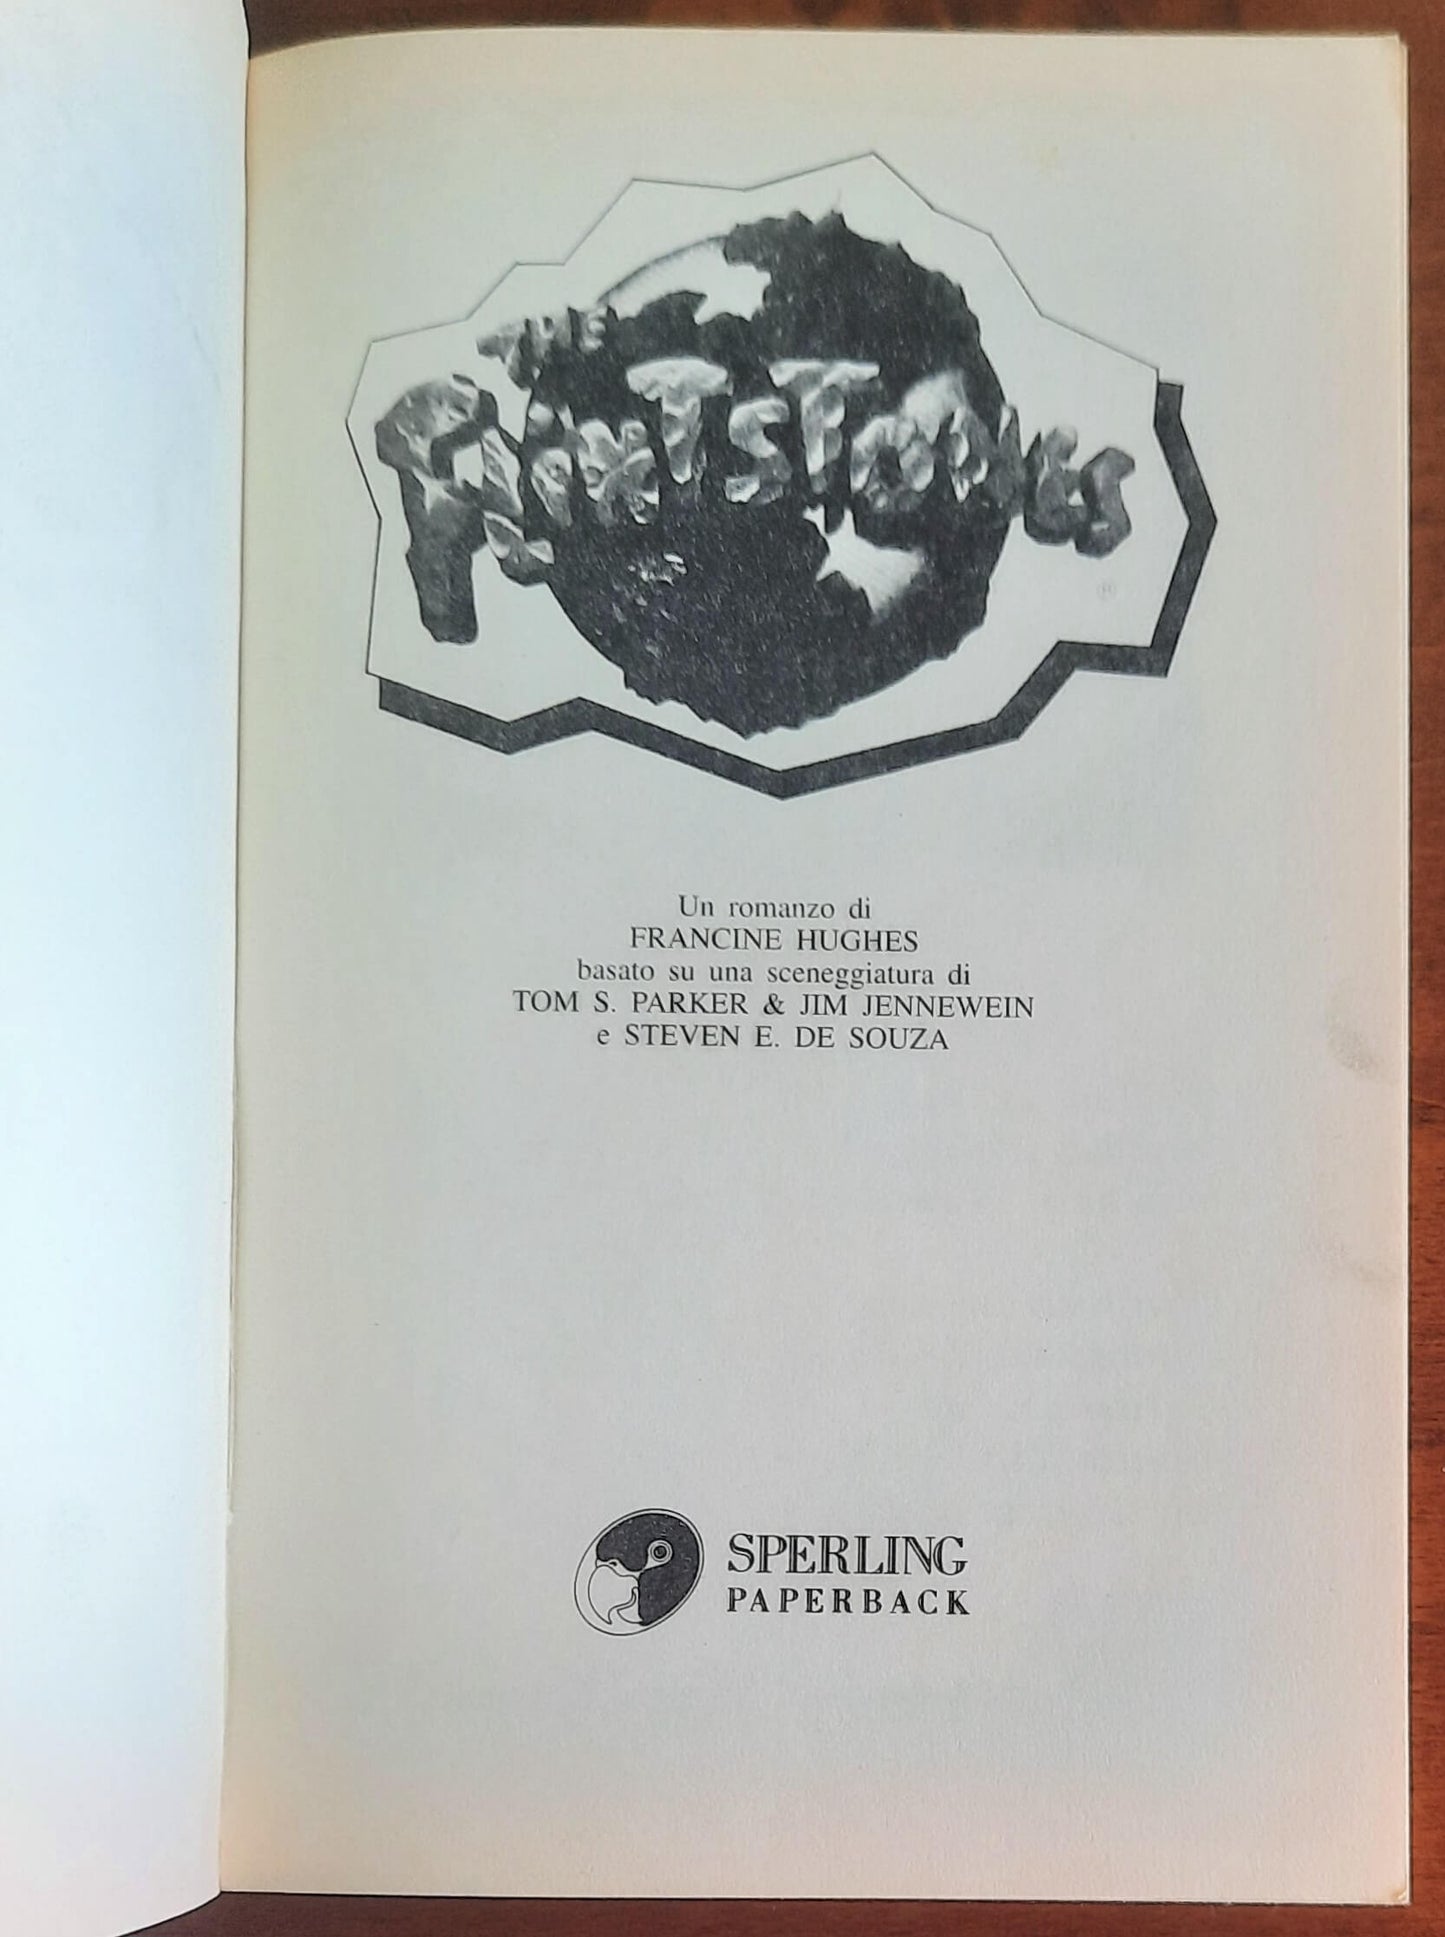 THE
FLINTSTONES
®
Un romanzo di
FRANCINE HUGHES
basato su una sceneggiatura di
TOM S. PARKER & JIM JENNEWEIN
e STEVEN E. DE SOUZA
SPERLING
PAPERBACK